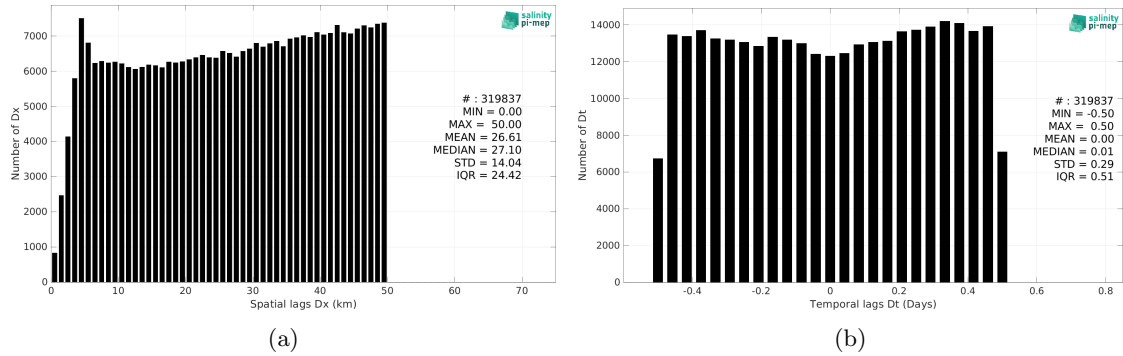 7000
6000
5000
4000
3000
2000
1000
0
Number of Dx
salinity
pi-mep
# : 319837
MIN = 0.00
MAX = 50.00
MEAN = 26.61
MEDIAN = 27.10
STD = 14.04
IQR = 24.42
0 10 20 30 40 50 60 70
Spatial lags Dx (km)
(a)
14000
12000
10000
8000
6000
4000
2000
0
Number of Dt
salinity
pi-mep
# : 319837
MIN = -0.50
MAX = 0.50
MEAN = 0.00
MEDIAN = 0.01
STD = 0.29
IQR = 0.51
-0.4 -0.2 0 0.2 0.4 0.6 0.8
Temporal lags Dt (Days)
(b)